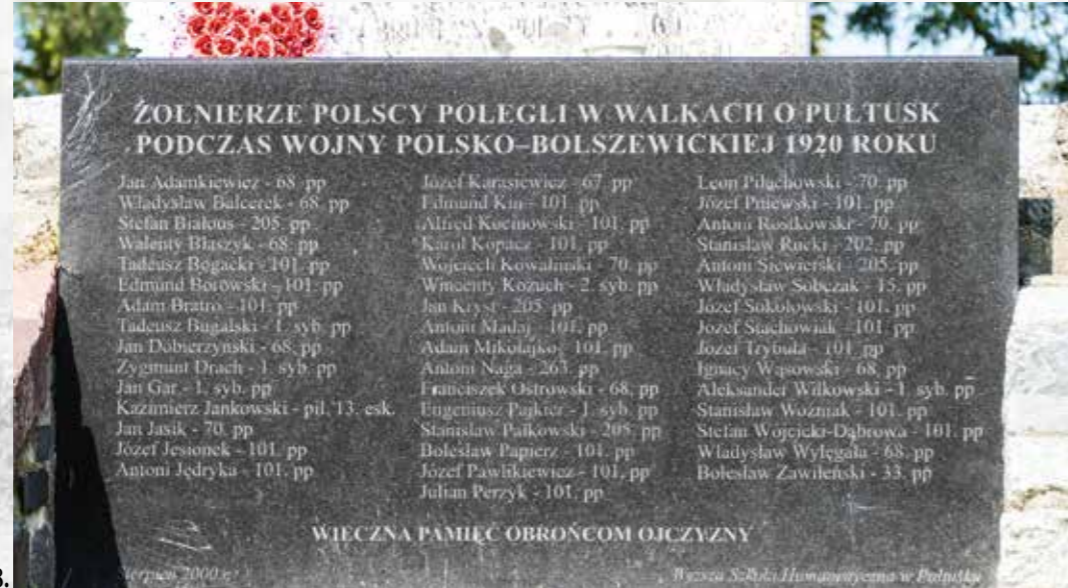 ŻOŁNIERZE POLSCY POLEGLI W WALKACH O PUŁTUSK
PODCZAS WOJNY POLSKO–BOLSZEWICKIEJ 1920 ROKU
Jan Adamkiewicz - 68. pp
Władysław Balcerek - 68. pp
Stefan Białous - 205. pp
Walenty Błaszyk - 68. pp
Tadeusz Bogacki - 101. pp
Edmund Borowski - 101. pp
Adam Bratro - 101. pp
Tadeusz Bugalski - 1. syb. pp
Jan Dobierzyński - 68. pp
Zygmunt Drach - 1. syb. pp
Jan Gar - 1. syb. pp
Kazimierz Jankowski - pil. 13. esk.
Jan Jasik - 70. pp
Józef Jesionek - 101. pp
Antoni Jędryka - 101. pp
Józef Karasiewicz - 67. pp
Edmund Kin - 101. pp
Alfred Kocinowski - 101. pp
Karol Kopacz - 101. pp
Wojciech Kowalinski - 70. pp
Wincenty Kożuch - 2. syb. pp
Jan Kryst - 205. pp
Antoni Madaj - 101. pp
Adam Mikołajko - 101. pp
Antoni Naga - 263. pp
Franciszek Ostrowski - 68. pp
Eugeniusz Pajkter - 1. syb. pp
Stanisław Pałkowski - 205. pp
Bolesław Papierz - 101. pp
Józef Pawlikiewicz - 101. pp
Julian Perzyk - 101. pp
Leon Piluchowski - 70. pp
Józef Pniewski - 101. pp
Antoni Rostkowski - 70. pp
Stanisław Rucki - 202. pp
Antoni Siewierski - 205. pp
Władysław Sobczak - 15. pp
Józef Sokołowski - 101. pp
Józef Stachowiak - 101. pp
Józef Trybuła - 101. pp
Ignacy Wąsowski - 68. pp
Aleksander Wilkowski - 1. syb. pp
Stanisław Woźniak - 101. pp
Stefan Wójcicki-Dąbrowa - 101. pp
Władysław Wylęgała - 68. pp
Bolesław Zawileński - 33. pp
WIECZNA PAMIĘĆ OBROŃCOM OJCZYZNY
Sierpień 2000 r.
Wyższa Szkoła Humanistyczna w Pułtusku